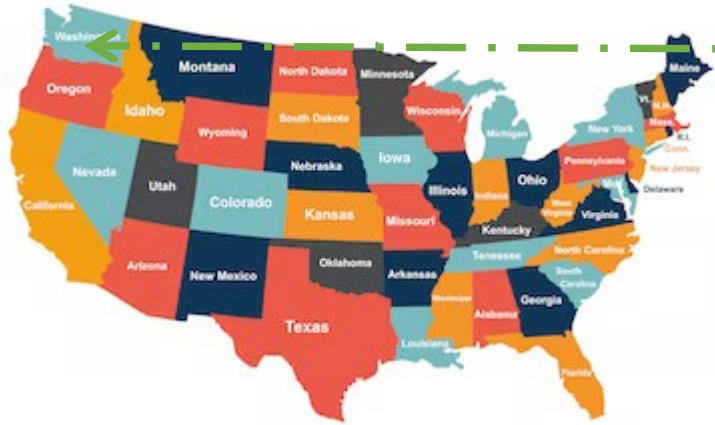 Washington
Montana
North Dakota
Minnesota
Maine
Oregon
Idaho
Wyoming
South Dakota
Wisconsin
Michigan
Vt.
N.H.
New York
Mass.
R.I.
Conn.
Nevada
Utah
Colorado
Nebraska
Iowa
Illinois
Indiana
Ohio
Pennsylvania
New Jersey
Delaware
California
Kansas
Missouri
Kentucky
West
Virginia
Virginia
Arizona
New Mexico
Oklahoma
Arkansas
Tennessee
North Carolina
South
Carolina
Texas
Louisiana
Mississippi
Alabama
Georgia
Florida